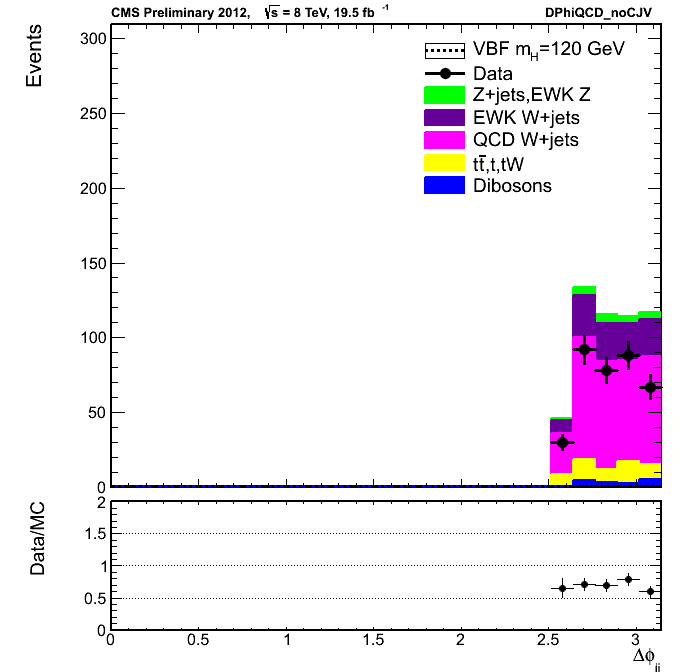 CMS Preliminary 2012, √s = 8 TeV, 19.5 fb⁻¹ DPhiQCD_noCJV
Events
300
250
200
150
100
50
0
VBF m_H=120 GeV
Data
Z+jets,EWK Z
EWK W+jets
QCD W+jets
tt̄,t,tW
Dibosons
Data/MC
2
1.5
1
0.5
0
0 0.5 1 1.5 2 2.5 3
Δϕ_jj